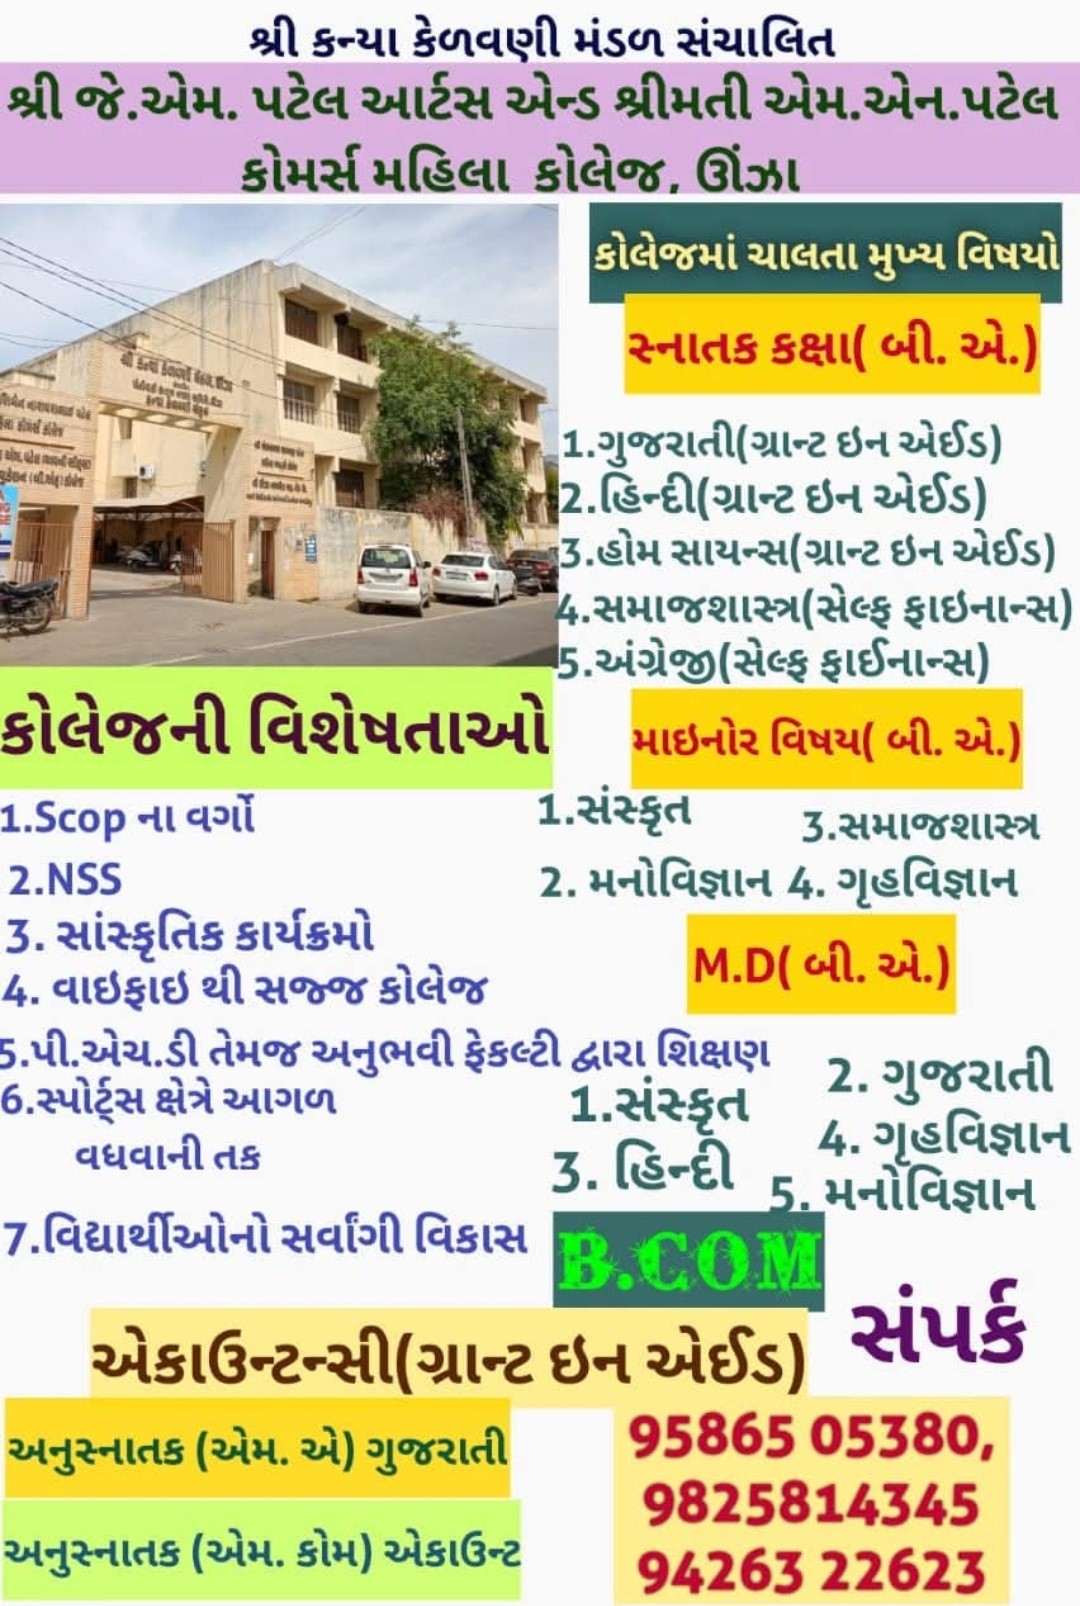 શ્રી કન્યા કેળવણી મંડળ સંચાલિત
શ્રી જે.એમ. પટેલ આર્ટસ એન્ડ શ્રીમતી એમ.એન.પટેલ
કોમર્સ મહિલા કોલેજ, ઊંઝા
શ્રી કન્યા કેળવણી મંડળ, ઊંઝા
કોલેજમાં ચાલતા મુખ્ય વિષયો
સ્નાતક કક્ષા( બી. એ.)
1.ગુજરાતી(ગ્રાન્ટ ઇન એઈડ)
2.હિન્દી(ગ્રાન્ટ ઇન એઈડ)
3.હોમ સાયન્સ(ગ્રાન્ટ ઇન એઈડ)
4.સમાજશાસ્ત્ર(સેલ્ફ ફાઇનાન્સ)
5.અંગ્રેજી(સેલ્ફ ફાઈનાન્સ)
માઇનોર વિષય( બી. એ.)
1.સંસ્કૃત
3.સમાજશાસ્ત્ર
2. મનોવિજ્ઞાન 4. ગૃહવિજ્ઞાન
M.D( બી. એ.)
1.સંસ્કૃત
2. ગુજરાતી
3. હિન્દી
4. ગૃહવિજ્ઞાન
5. મનોવિજ્ઞાન
કોલેજની વિશેષતાઓ
1.Scop ના વર્ગો
2.NSS
3. સાંસ્કૃતિક કાર્યક્રમો
4. વાઇફાઇ થી સજ્જ કોલેજ
5.પી.એચ.ડી તેમજ અનુભવી ફેકલ્ટી દ્વારા શિક્ષણ
6.સ્પોર્ટ્સ ક્ષેત્રે આગળ
વધવાની તક
7.વિદ્યાર્થીઓનો સર્વાંગી વિકાસ
B.COM
એકાઉન્ટન્સી(ગ્રાન્ટ ઇન એઈડ)
અનુસ્નાતક (એમ. એ) ગુજરાતી
અનુસ્નાતક (એમ. કોમ) એકાઉન્ટ
સંપર્ક
95865 05380,
9825814345
94263 22623